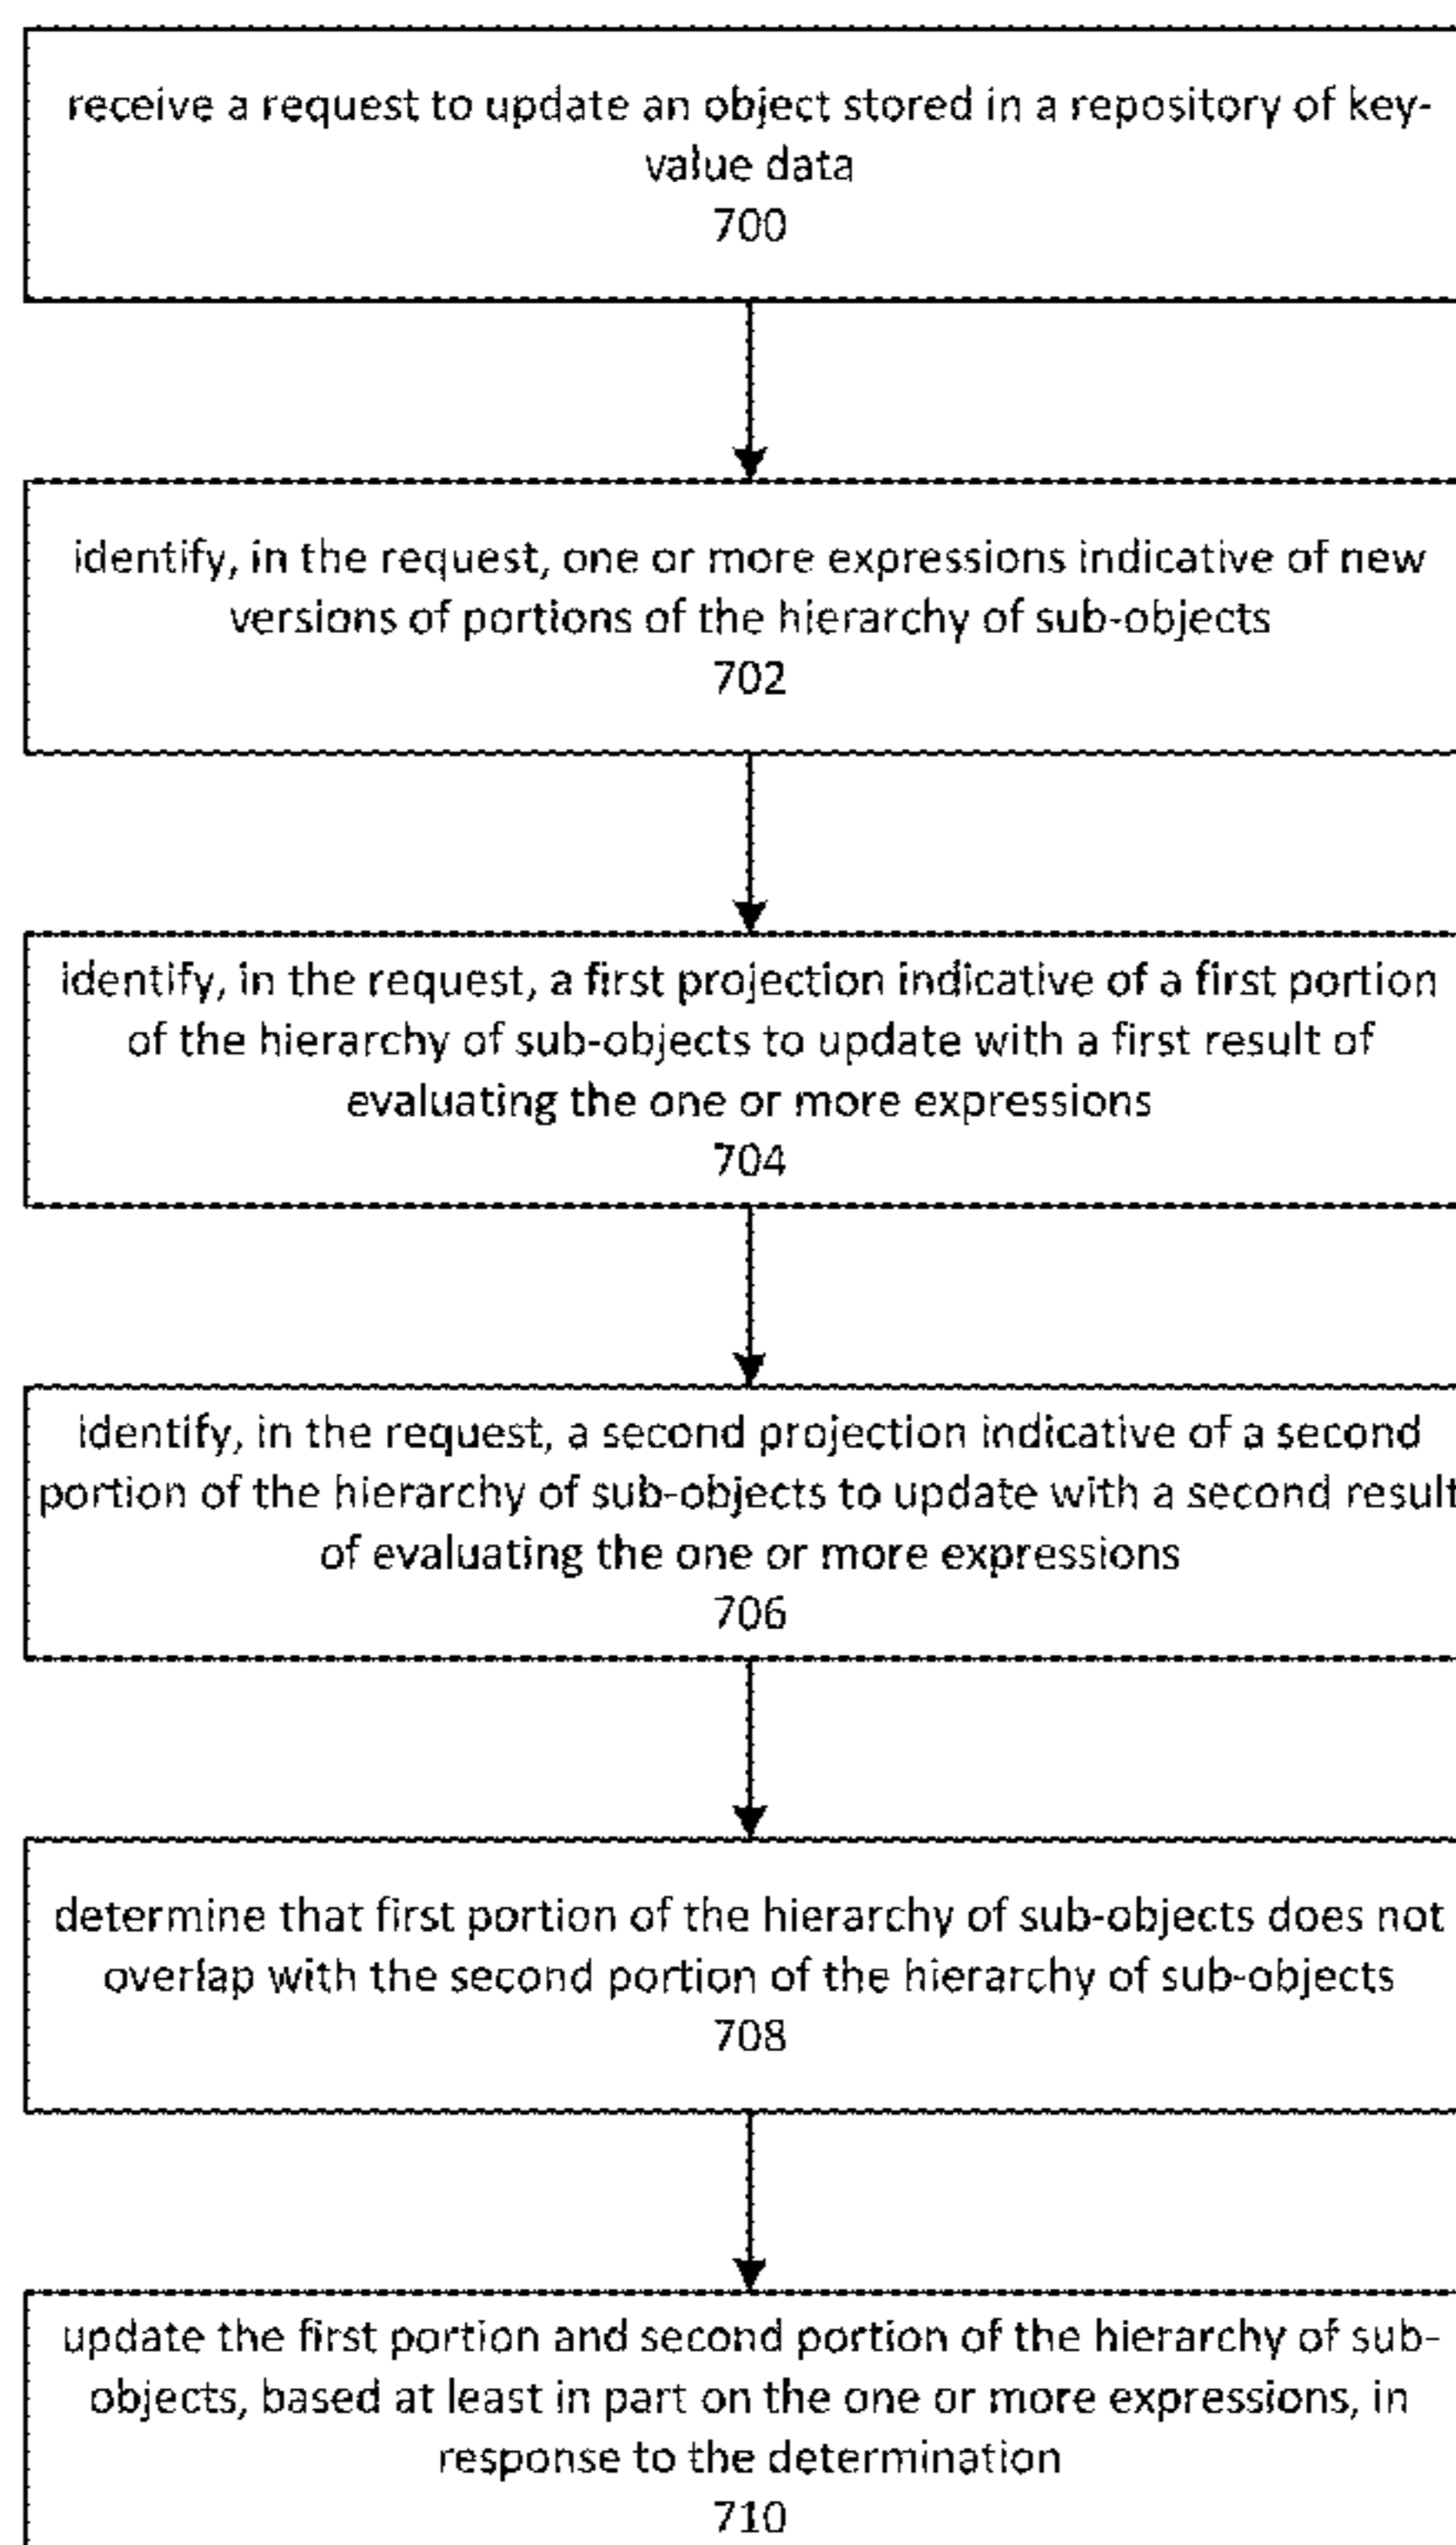 receive a request to update an object stored in a repository of key-
value data
700
identify, in the request, one or more expressions indicative of new
versions of portions of the hierarchy of sub-objects
702
identify, in the request, a first projection indicative of a first portion
of the hierarchy of sub-objects to update with a first result of
evaluating the one or more expressions
704
identify, in the request, a second projection indicative of a second
portion of the hierarchy of sub-objects to update with a second result
of evaluating the one or more expressions
706
determine that first portion of the hierarchy of sub-objects does not
overlap with the second portion of the hierarchy of sub-objects
708
update the first portion and second portion of the hierarchy of sub-
objects, based at least in part on the one or more expressions, in
response to the determination
710